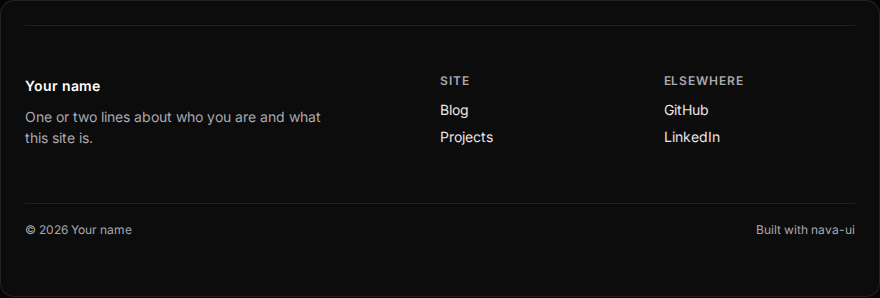 Your name
One or two lines about who you are and what
this site is.
SITE
Blog
Projects
ELSEWHERE
GitHub
LinkedIn
© 2026 Your name
Built with nava-ui